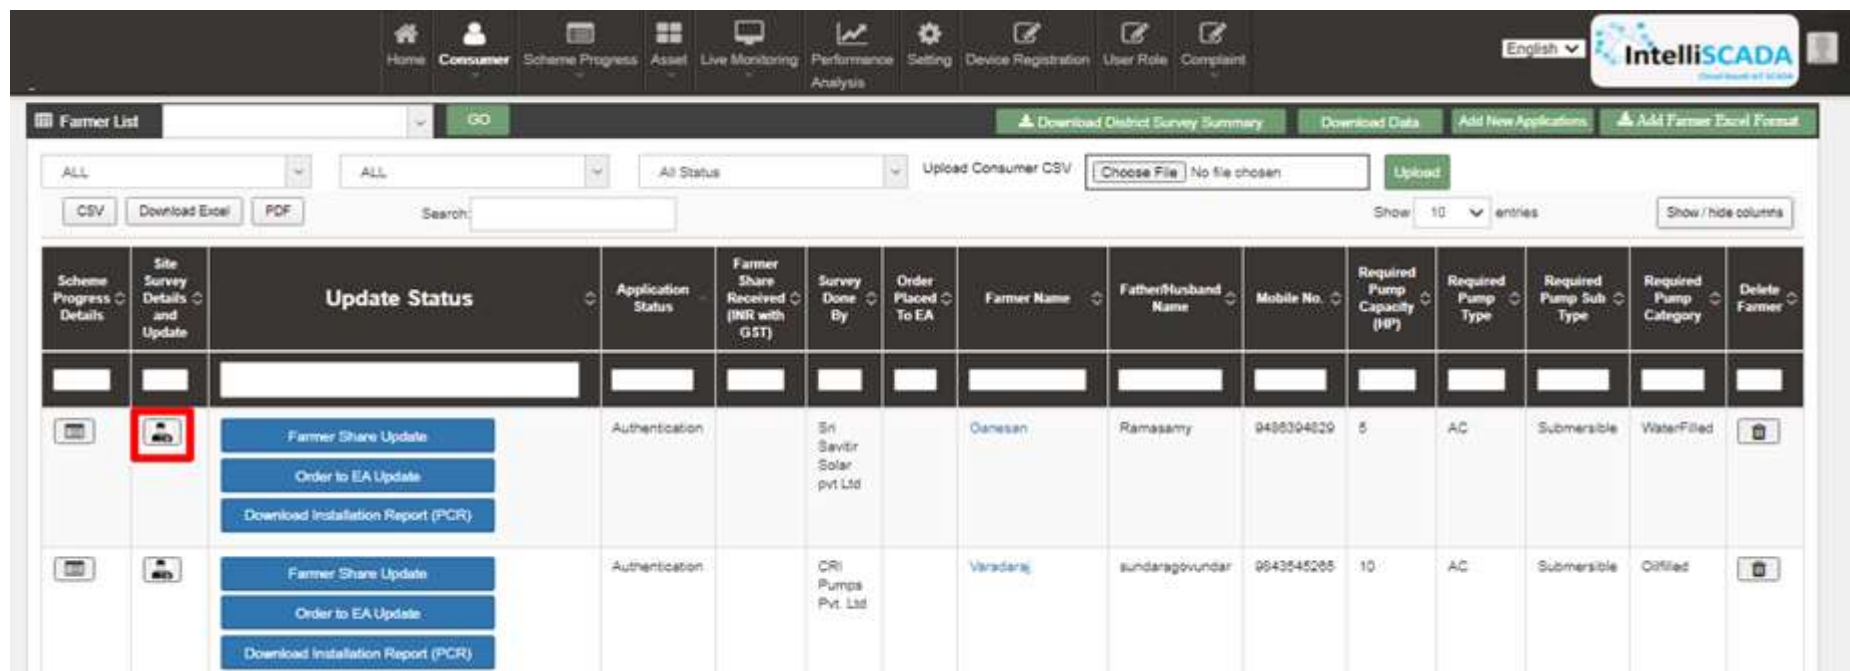 Home Consumer Scheme Progress Asset Live Monitoring Performance Analysis Setting Device Registration User Role Complaint
English
IntelliSCADA
Farmer List
GO
Download District Survey Summary
Download Data
Add New Applications
Add Farmer Excel Format
ALL
ALL
All Status
Upload Consumer CSV
Choose File No file chosen
Upload
CSV
Download Excel
PDF
Search:
Show 10 entries
Show / hide columns
Scheme Progress Details
Site Survey Details and Update
Update Status
Application Status
Farmer Share Received (INR with GST)
Survey Done By
Order Placed To EA
Farmer Name
Father/Husband Name
Mobile No.
Required Pump Capacity (HP)
Required Pump Type
Required Pump Sub Type
Required Pump Category
Delete Farmer
Farmer Share Update
Order to EA Update
Download Installation Report (PCR)
Authentication
Sri Savitir Solar pvt Ltd
Ganesan
Ramasamy
9486394829
5
AC
Submersible
WaterFilled
Farmer Share Update
Order to EA Update
Download Installation Report (PCR)
Authentication
CRI Pumps Pvt. Ltd
Varadaraj
sundaragovundar
9843645265
10
AC
Submersible
Oilfilled